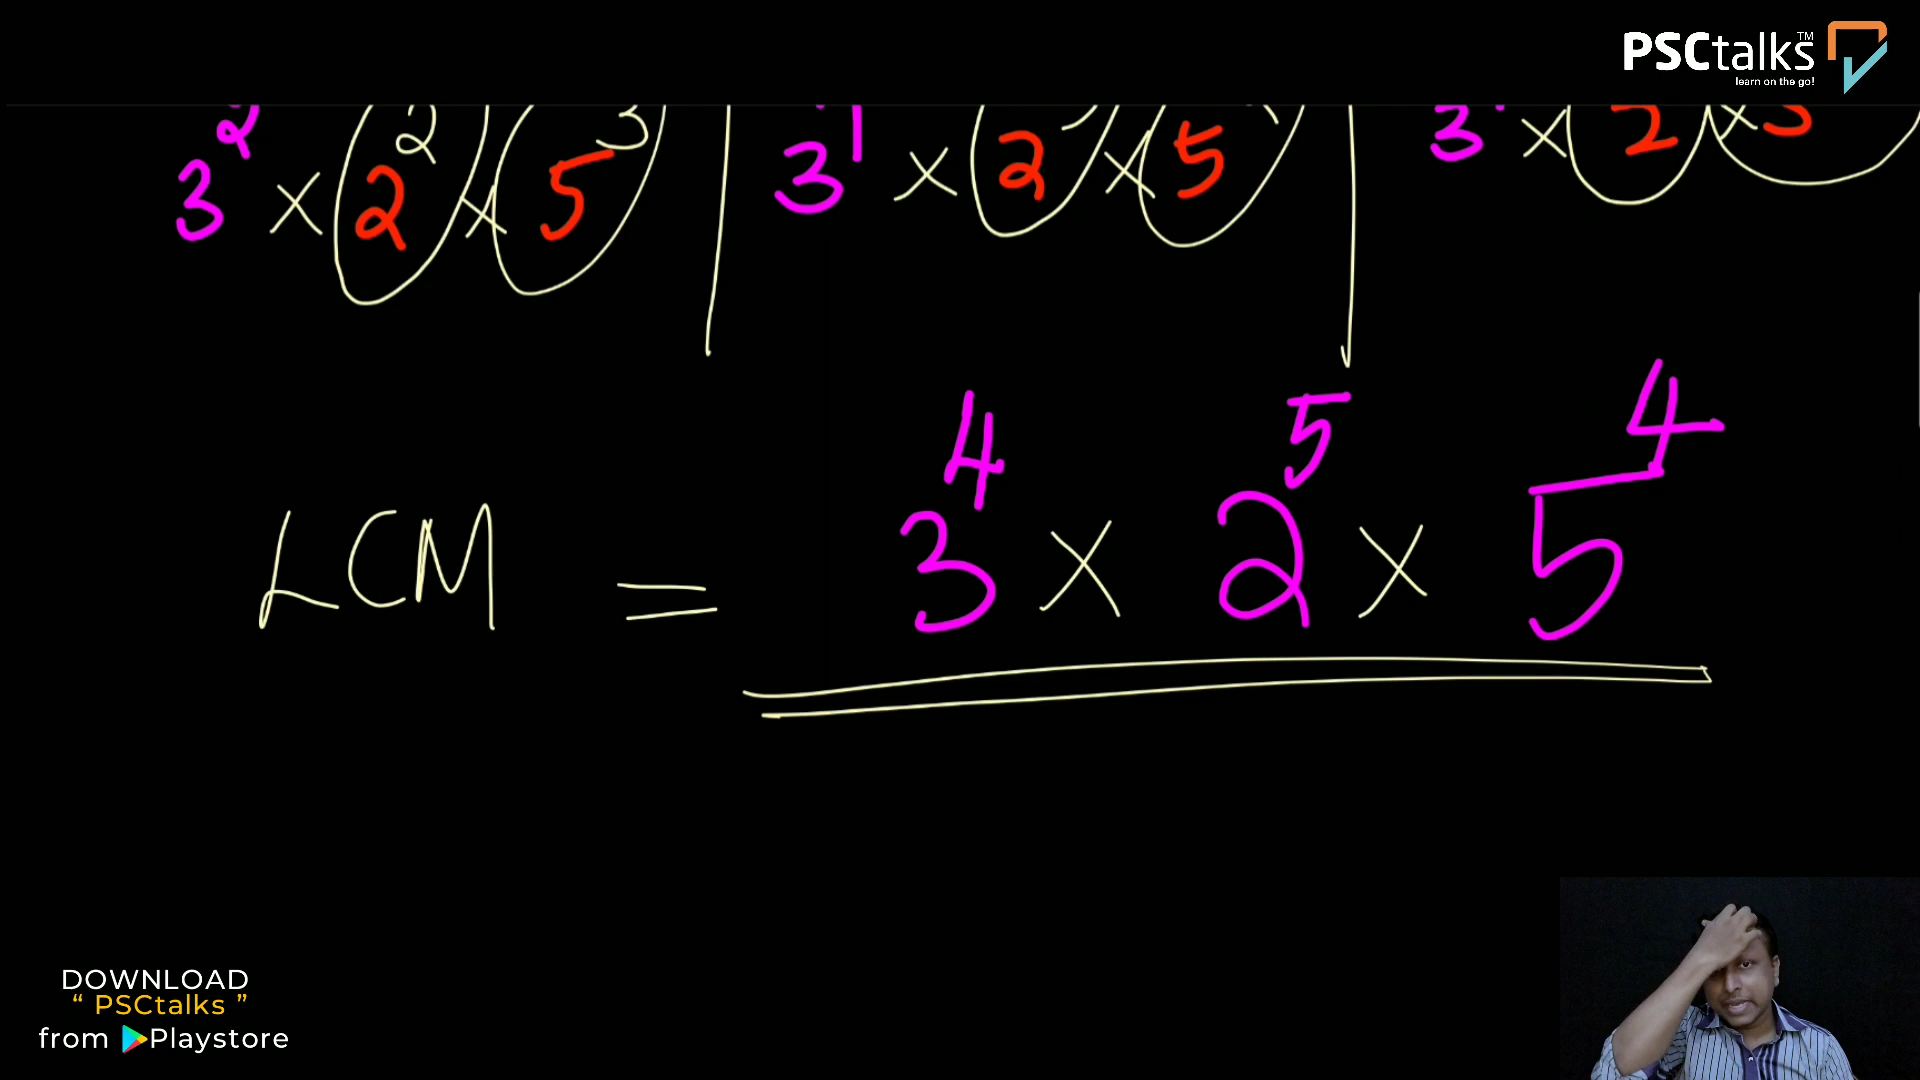 PSCtalks™
learn on the go!
3² × 2² × 5³ | 3¹ × 2 × 5 | 3 × 2 ×
LCM = 3⁴ × 2⁵ × 5⁴
DOWNLOAD
“ PSCtalks ”
from Playstore